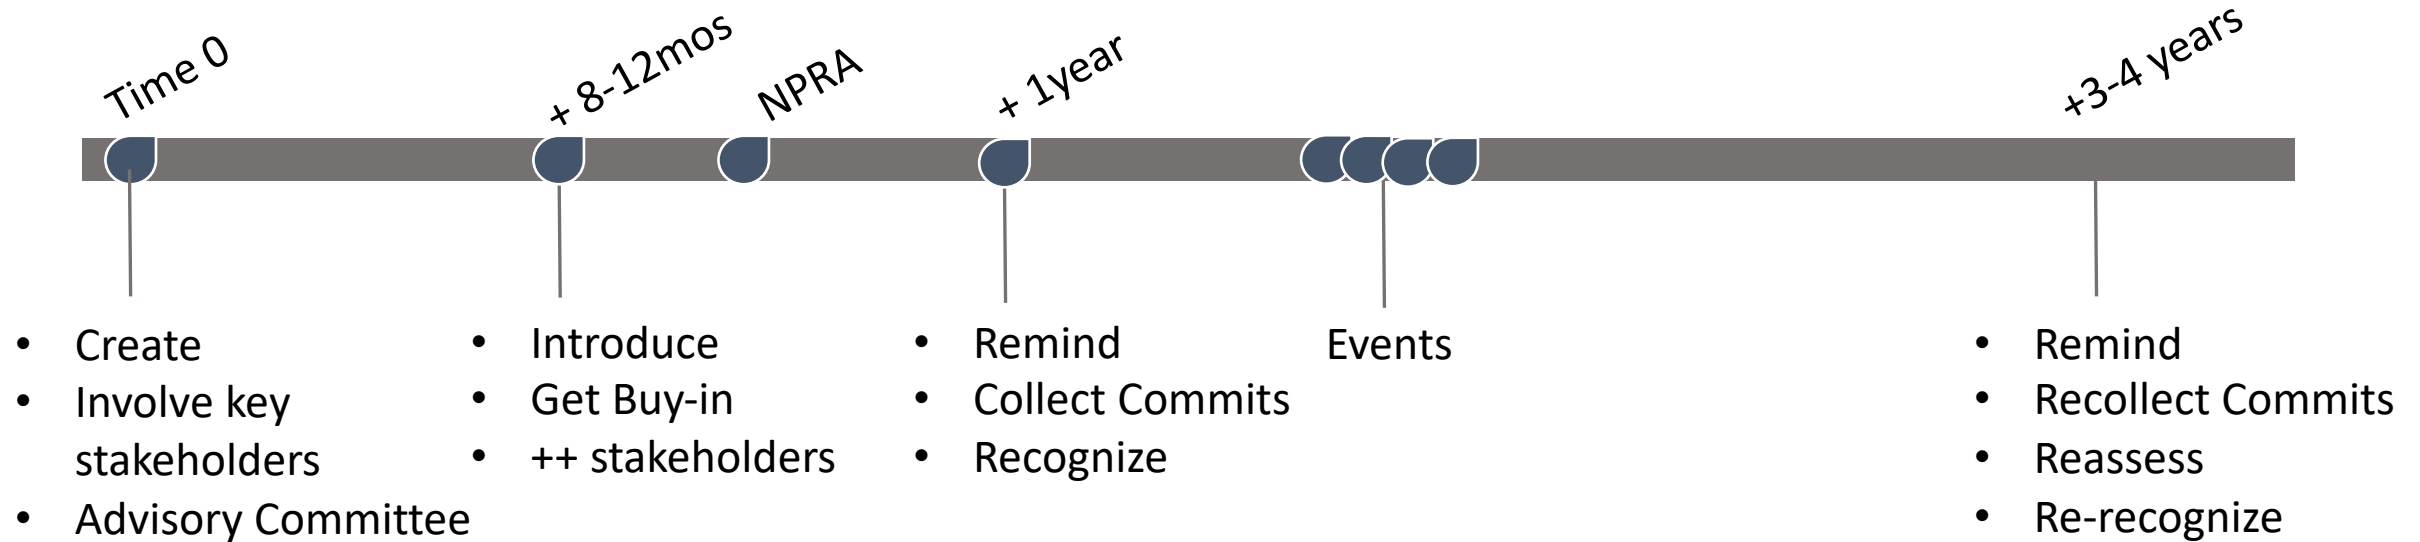 Time 0
+ 8-12mos
NPRA
+ 1year
+3-4 years
• Create
• Involve key
stakeholders
• Advisory Committee
• Introduce
• Get Buy-in
• ++ stakeholders
• Remind
• Collect Commits
• Recognize
Events
• Remind
• Recollect Commits
• Reassess
• Re-recognize